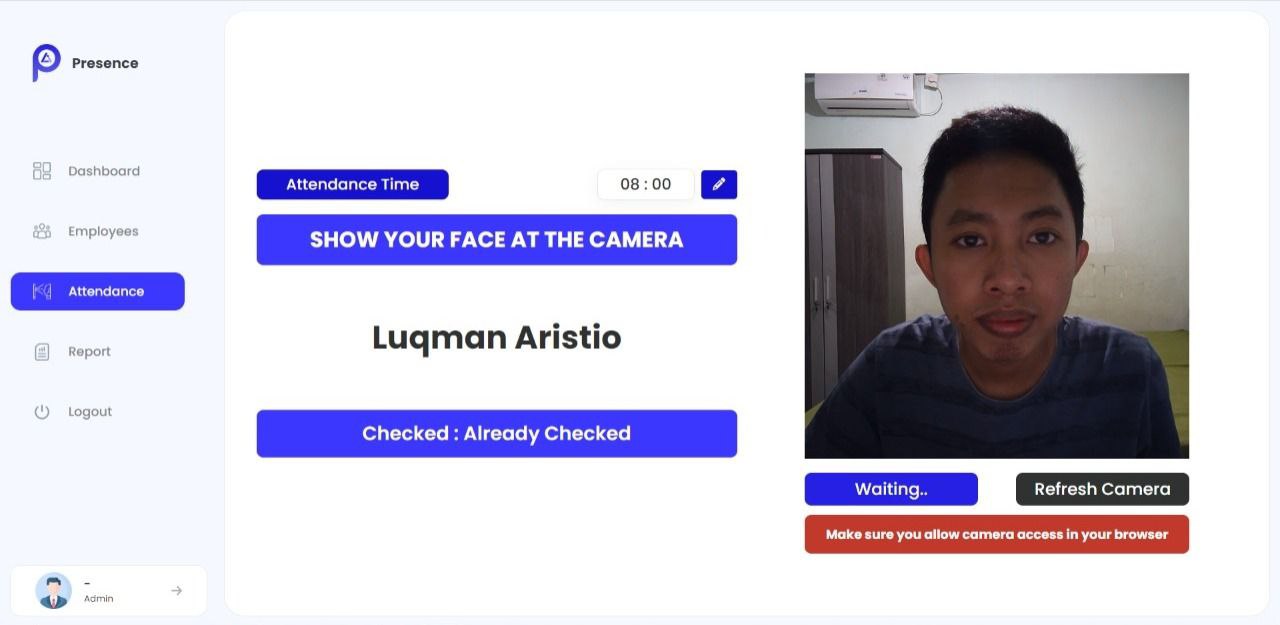 Presence
Dashboard
Employees
Attendance
Report
Logout
-
Admin
Attendance Time
08 : 00
SHOW YOUR FACE AT THE CAMERA
Luqman Aristio
Checked : Already Checked
Waiting..
Refresh Camera
Make sure you allow camera access in your browser